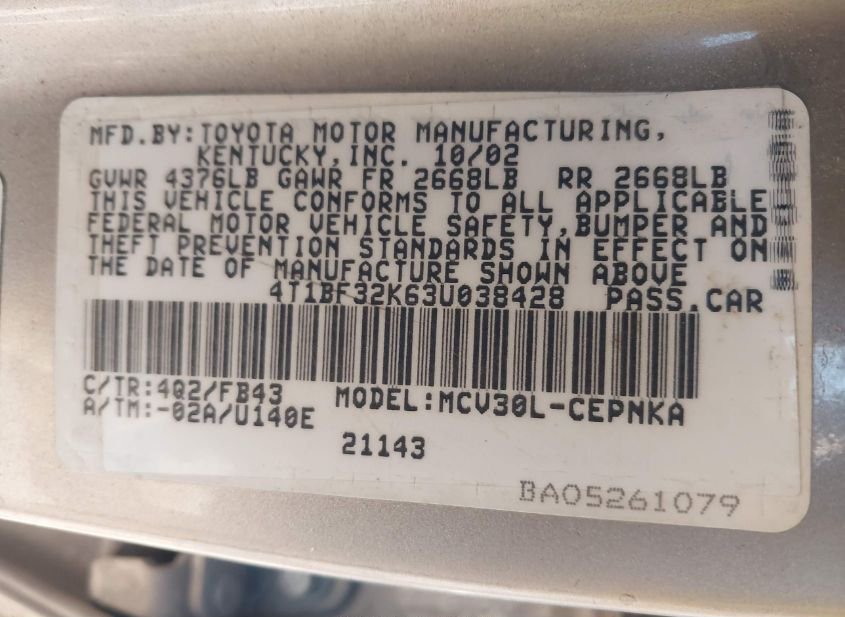 MFD.BY:TOYOTA MOTOR MANUFACTURING,
KENTUCKY,INC. 10/02
GVWR 4376LB GAWR FR 2668LB RR 2668LB
THIS VEHICLE CONFORMS TO ALL APPLICABLE
FEDERAL MOTOR VEHICLE SAFETY,BUMPER AND
THEFT PREVENTION STANDARDS IN EFFECT ON
THE DATE OF MANUFACTURE SHOWN ABOVE
4T1BF32K63U038428 PASS.CAR
C/TR:4Q2/FB43 MODEL:MCV30L-CEPNKA
A/TM:-02A/U140E
21143
BA05261079